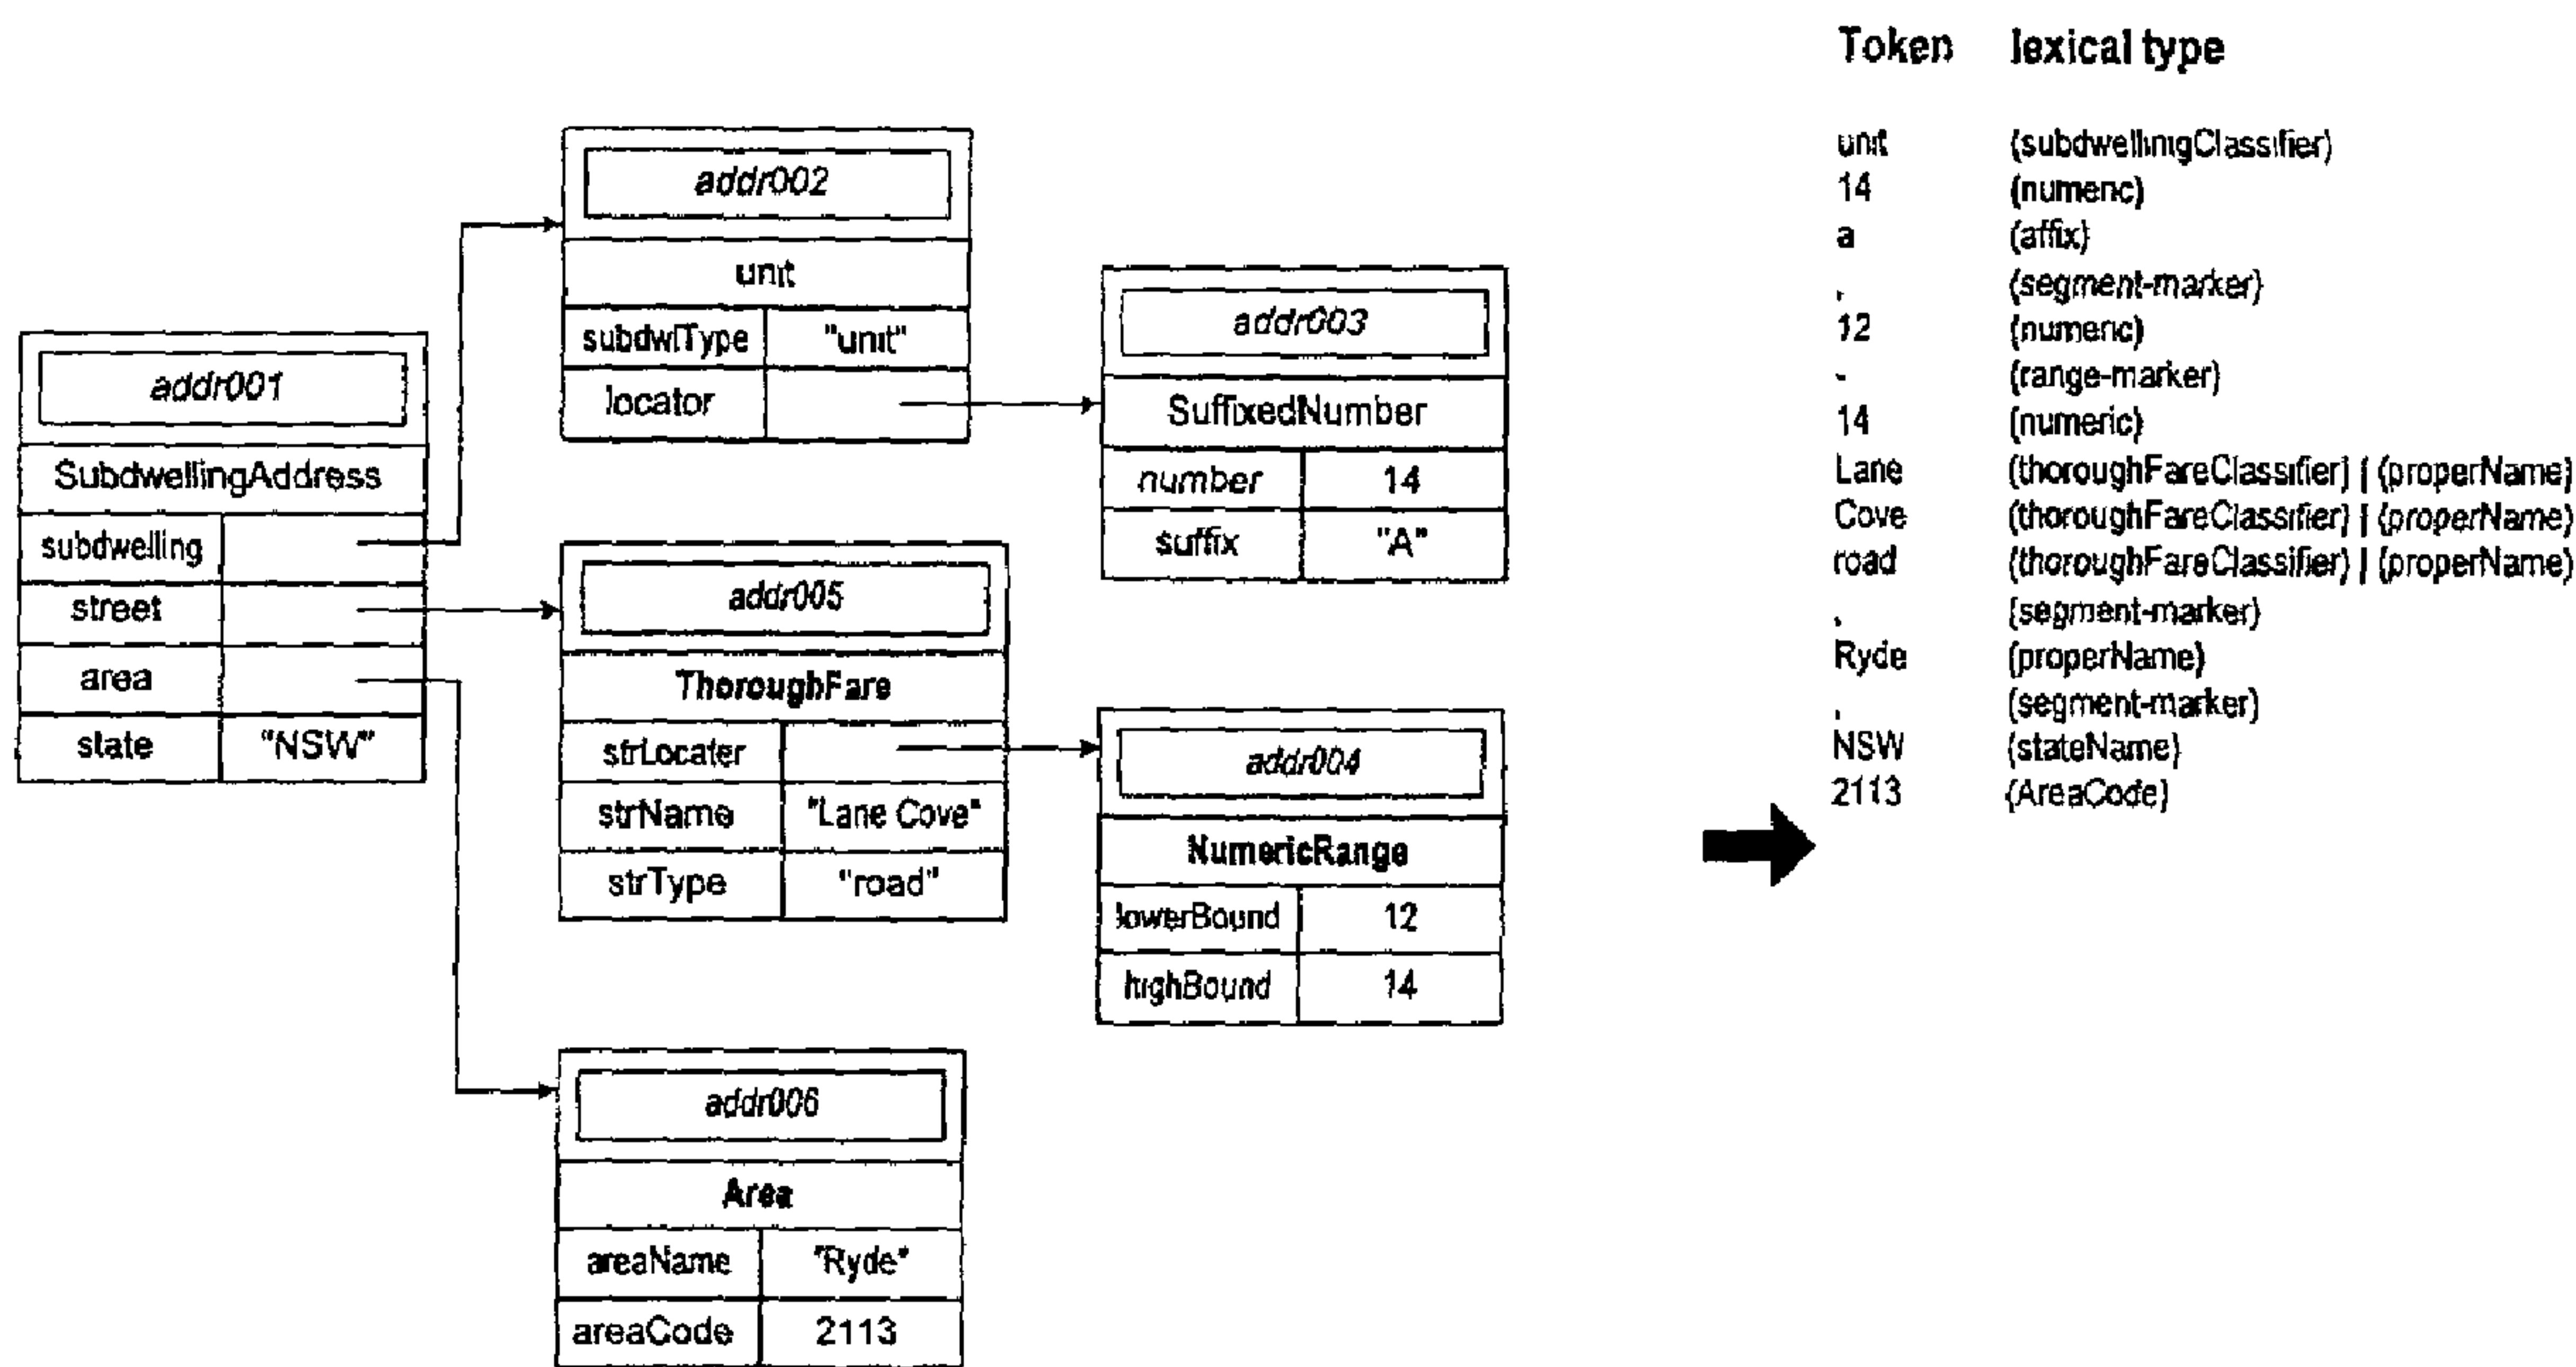 Token lexical type
unit (subdwellingClassifier)
14 (numeric)
a (affix)
, (segment-marker)
12 (numeric)
- (range-marker)
14 (numeric)
Lane (thoroughFareClassifier) | (properName)
Cove (thoroughFareClassifier) | (properName)
road (thoroughFareClassifier) | (properName)
, (segment-marker)
Ryde (properName)
, (segment-marker)
NSW (stateName)
2113 (AreaCode)
addr001
SubdwellingAddress
subdwelling
street
area
state "NSW"
addr002
unit
subdwlType "unit"
locator
addr003
SuffixedNumber
number 14
suffix "A"
addr005
ThoroughFare
strLocater
strName "Lane Cove"
strType "road"
addr004
NumericRange
lowerBound 12
highBound 14
addr006
Area
areaName "Ryde"
areaCode 2113